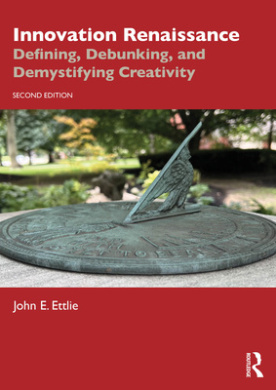 Innovation Renaissance
Defining, Debunking, and
Demystifying Creativity
SECOND EDITION
John E. Ettlie
ROUTLEDGE